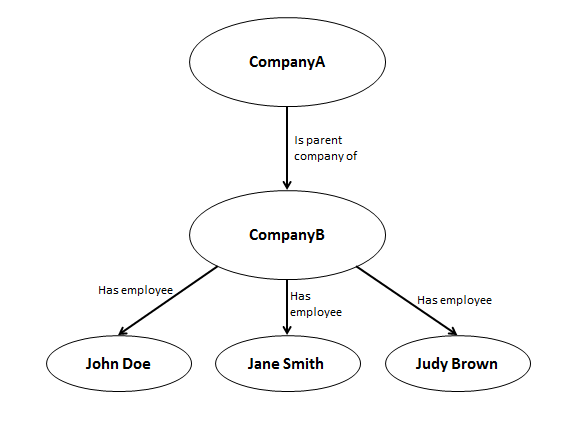 CompanyA
Is parent
company of
CompanyB
Has employee
Has
employee
Has employee
John Doe
Jane Smith
Judy Brown